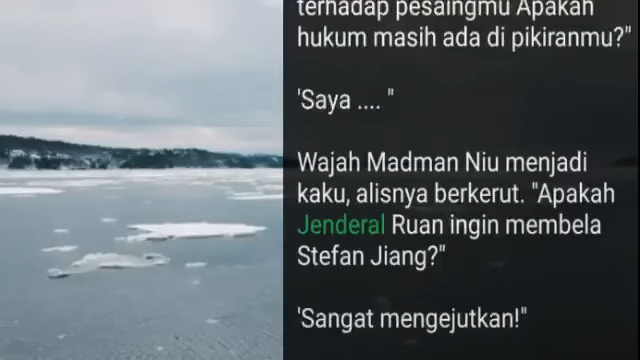 terhadap pesaingmu Apakah
hukum masih ada di pikiranmu?"
'Saya .... "
Wajah Madman Niu menjadi
kaku, alisnya berkerut. "Apakah
Jenderal Ruan ingin membela
Stefan Jiang?"
'Sangat mengejutkan!"